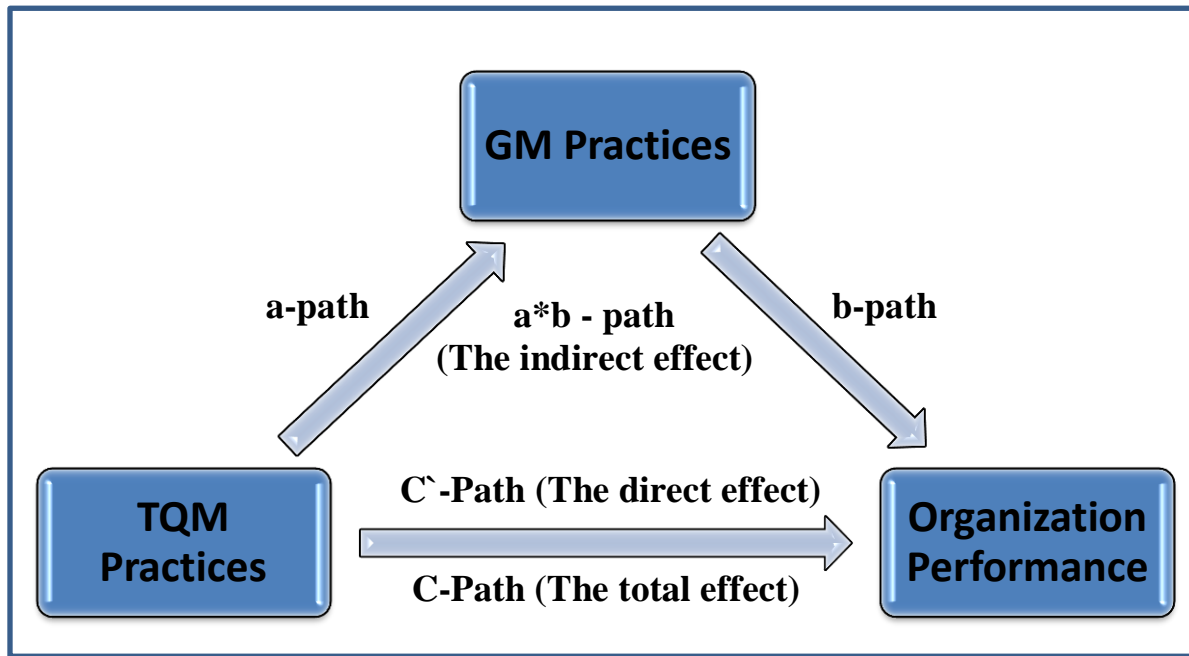 GM Practices
a-path
a*b - path
(The indirect effect)
b-path
TQM
Practices
C`-Path (The direct effect)
C-Path (The total effect)
Organization
Performance